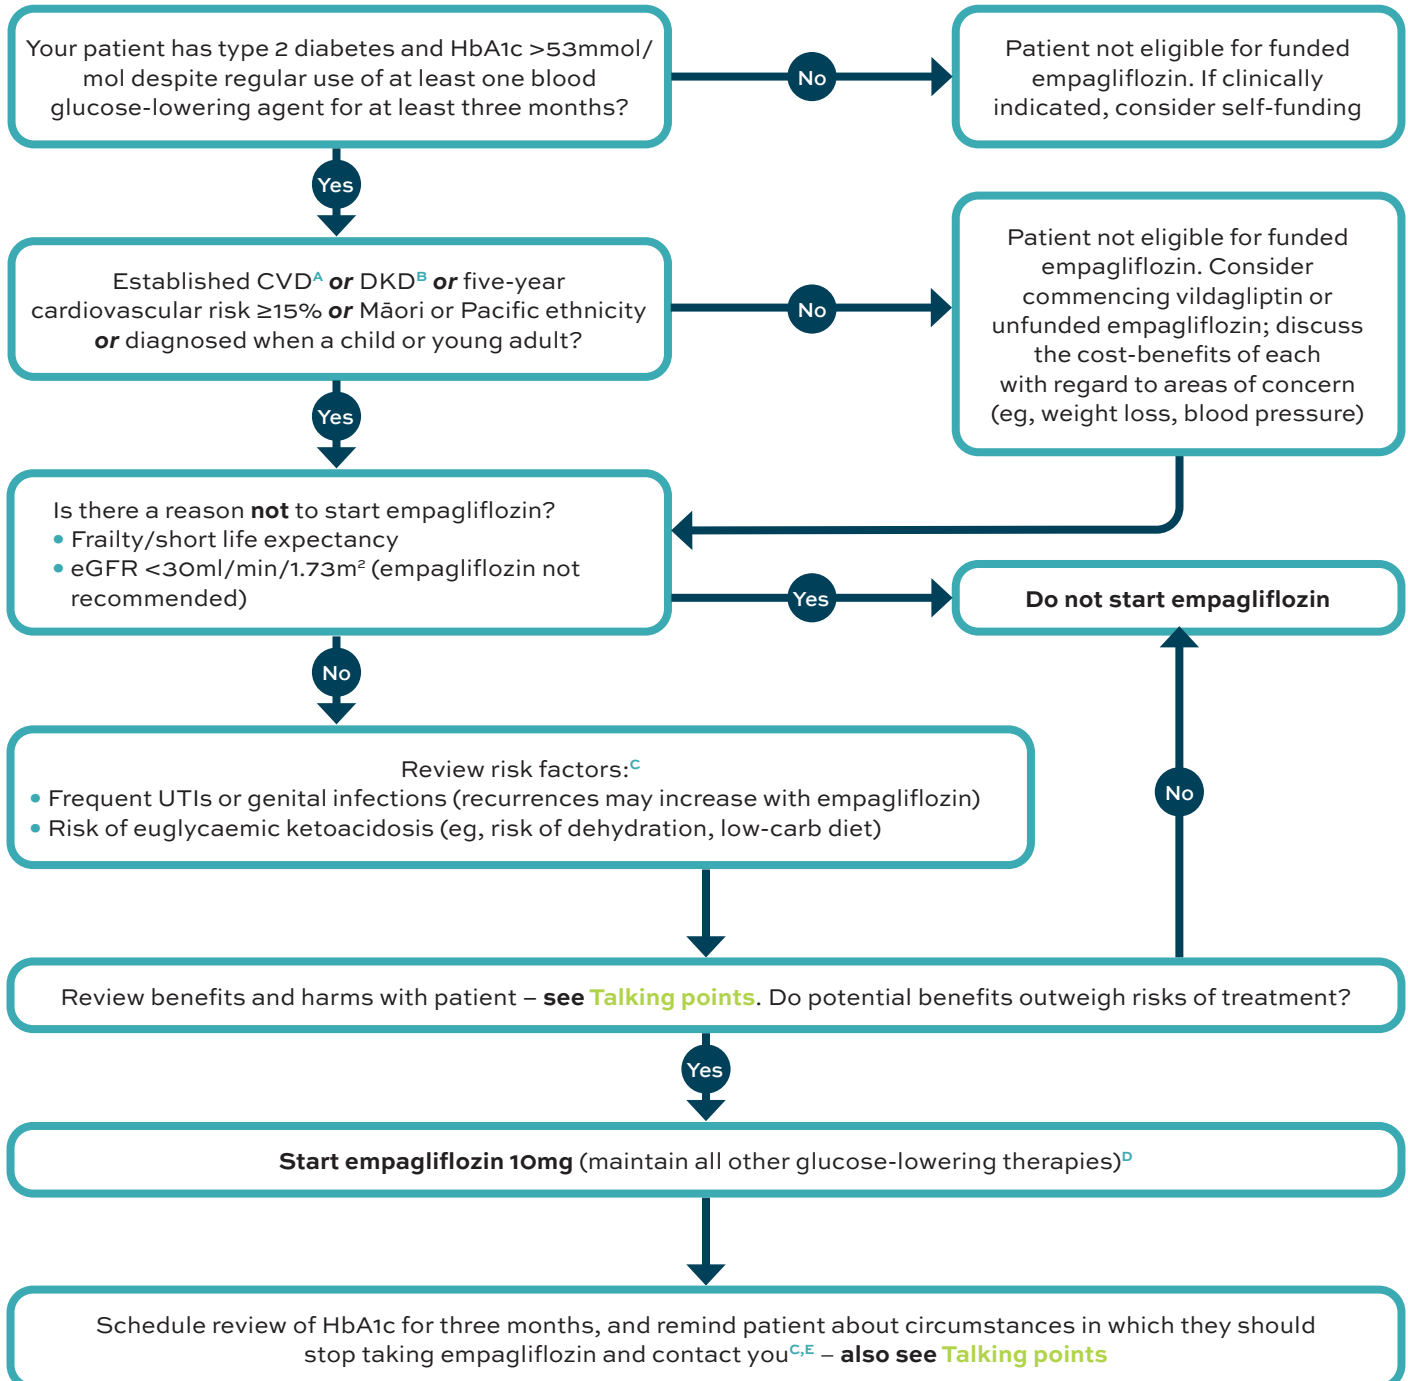 Your patient has type 2 diabetes and HbA1c >53mmol/
mol despite regular use of at least one blood
glucose-lowering agent for at least three months?
No
Patient not eligible for funded
empagliflozin. If clinically
indicated, consider self-funding
Yes
Established CVDᴬ or DKDᴮ or five-year
cardiovascular risk ≥15% or Māori or Pacific ethnicity
or diagnosed when a child or young adult?
No
Patient not eligible for funded
empagliflozin. Consider
commencing vildagliptin or
unfunded empagliflozin; discuss
the cost-benefits of each
with regard to areas of concern
(eg, weight loss, blood pressure)
Yes
Is there a reason not to start empagliflozin?
• Frailty/short life expectancy
• eGFR <30ml/min/1.73m² (empagliflozin not
recommended)
Yes
Do not start empagliflozin
No
Review risk factors:ᶜ
• Frequent UTIs or genital infections (recurrences may increase with empagliflozin)
• Risk of euglycaemic ketoacidosis (eg, risk of dehydration, low-carb diet)
No
Review benefits and harms with patient – see Talking points. Do potential benefits outweigh risks of treatment?
Yes
Start empagliflozin 10mg (maintain all other glucose-lowering therapies)ᴰ
Schedule review of HbA1c for three months, and remind patient about circumstances in which they should
stop taking empagliflozin and contact youᶜ,ᴱ – also see Talking points